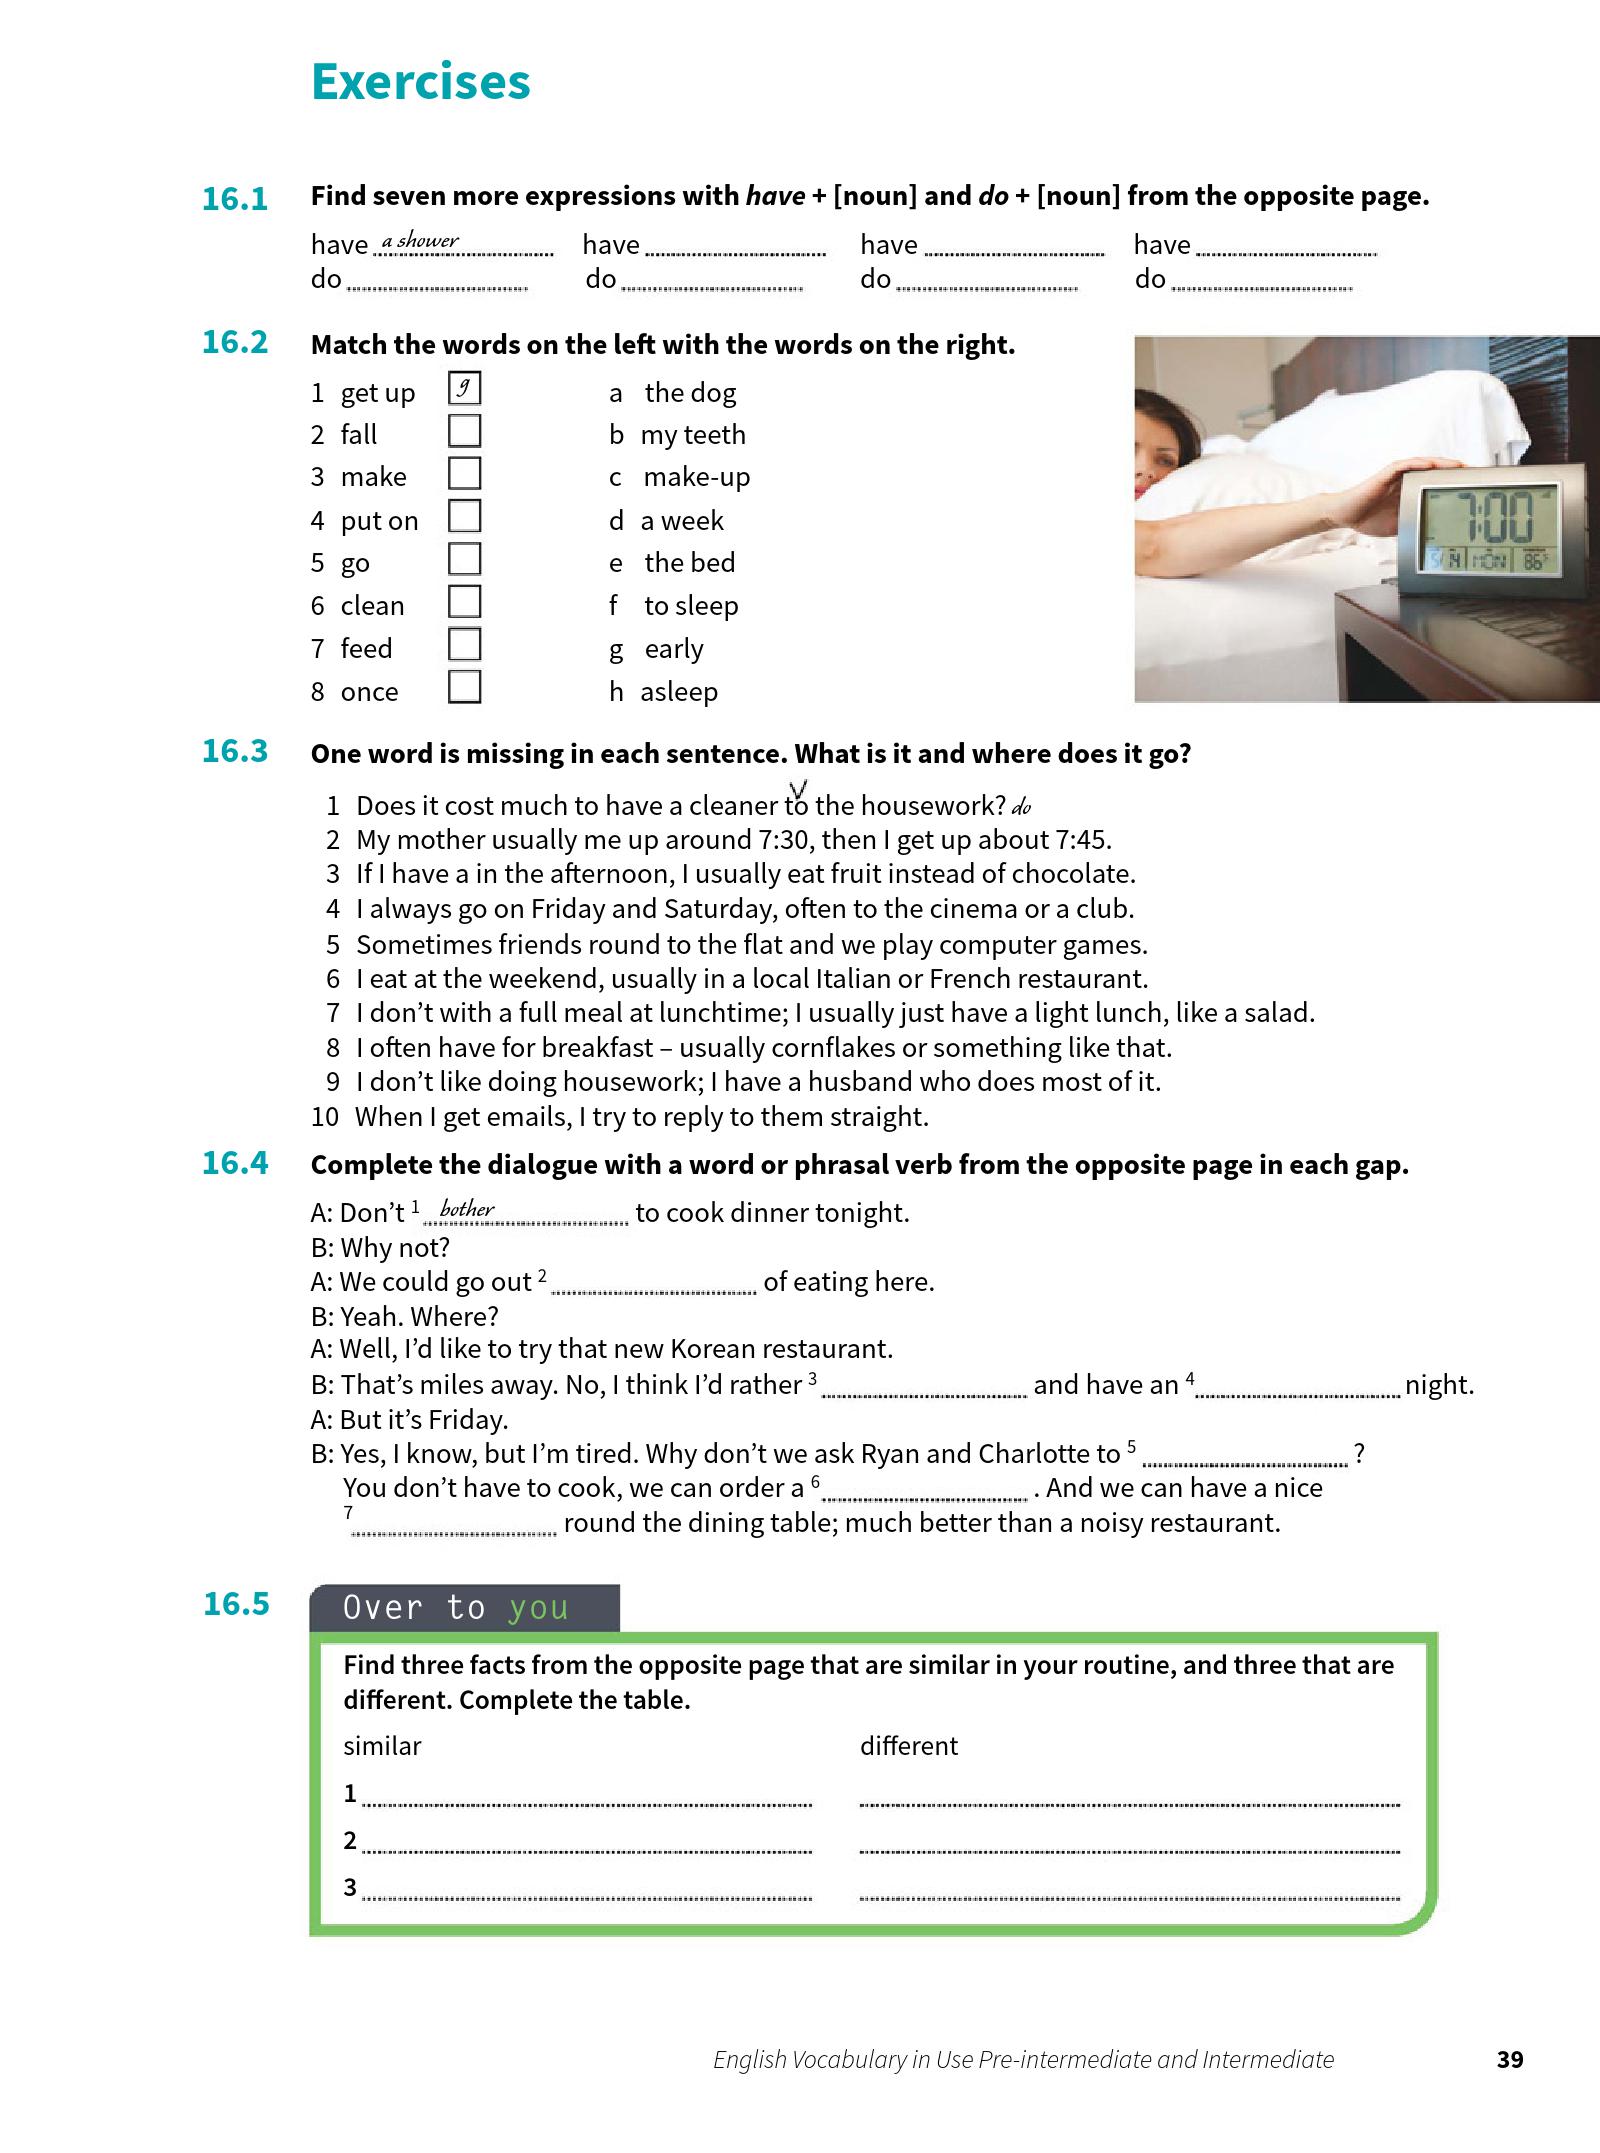 Exercises
16.1 Find seven more expressions with have + [noun] and do + [noun] from the opposite page.
have a shower have have have
do do do do
16.2 Match the words on the left with the words on the right.
1 get up g a the dog
2 fall b my teeth
3 make c make-up
4 put on d a week
5 go e the bed
6 clean f to sleep
7 feed g early
8 once h asleep
7:00
5/14 MON 86°
16.3 One word is missing in each sentence. What is it and where does it go?
1 Does it cost much to have a cleaner to the housework? do
2 My mother usually me up around 7:30, then I get up about 7:45.
3 If I have a in the afternoon, I usually eat fruit instead of chocolate.
4 I always go on Friday and Saturday, often to the cinema or a club.
5 Sometimes friends round to the flat and we play computer games.
6 I eat at the weekend, usually in a local Italian or French restaurant.
7 I don’t with a full meal at lunchtime; I usually just have a light lunch, like a salad.
8 I often have for breakfast – usually cornflakes or something like that.
9 I don’t like doing housework; I have a husband who does most of it.
10 When I get emails, I try to reply to them straight.
16.4 Complete the dialogue with a word or phrasal verb from the opposite page in each gap.
A: Don’t 1 bother to cook dinner tonight.
B: Why not?
A: We could go out 2 of eating here.
B: Yeah. Where?
A: Well, I’d like to try that new Korean restaurant.
B: That’s miles away. No, I think I’d rather 3 and have an 4 night.
A: But it’s Friday.
B: Yes, I know, but I’m tired. Why don’t we ask Ryan and Charlotte to 5 ?
You don’t have to cook, we can order a 6 . And we can have a nice
7 round the dining table; much better than a noisy restaurant.
16.5 Over to you
Find three facts from the opposite page that are similar in your routine, and three that are
different. Complete the table.
similar different
1
2
3
English Vocabulary in Use Pre-intermediate and Intermediate 39